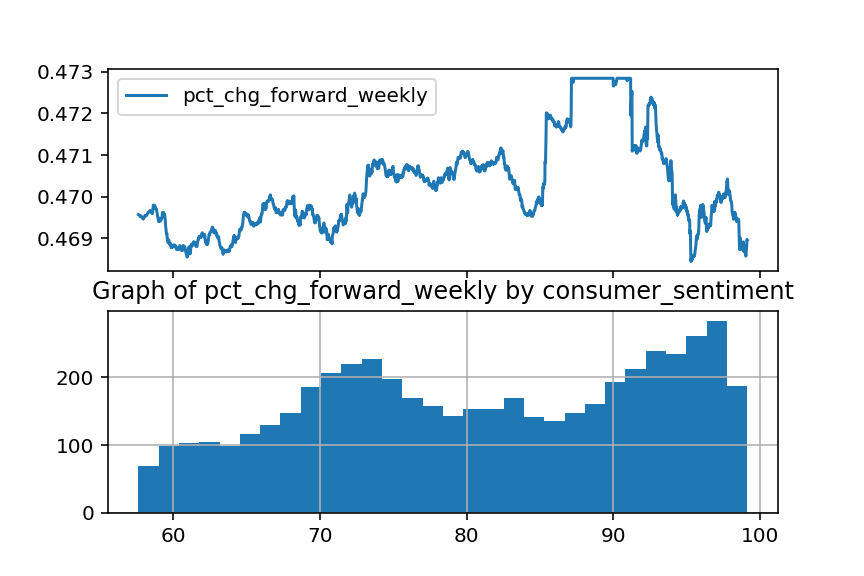 0.473
0.472
0.471
0.470
0.469
pct_chg_forward_weekly
Graph of pct_chg_forward_weekly by consumer_sentiment
200
100
0
60 70 80 90 100